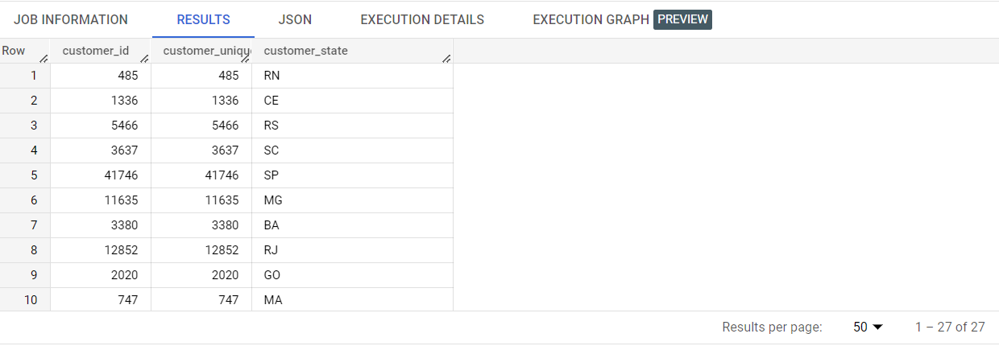 JOB INFORMATION RESULTS JSON EXECUTION DETAILS EXECUTION GRAPH PREVIEW
Row customer_id customer_uniqu customer_state
1 485 485 RN
2 1336 1336 CE
3 5466 5466 RS
4 3637 3637 SC
5 41746 41746 SP
6 11635 11635 MG
7 3380 3380 BA
8 12852 12852 RJ
9 2020 2020 GO
10 747 747 MA
Results per page: 50 1 – 27 of 27